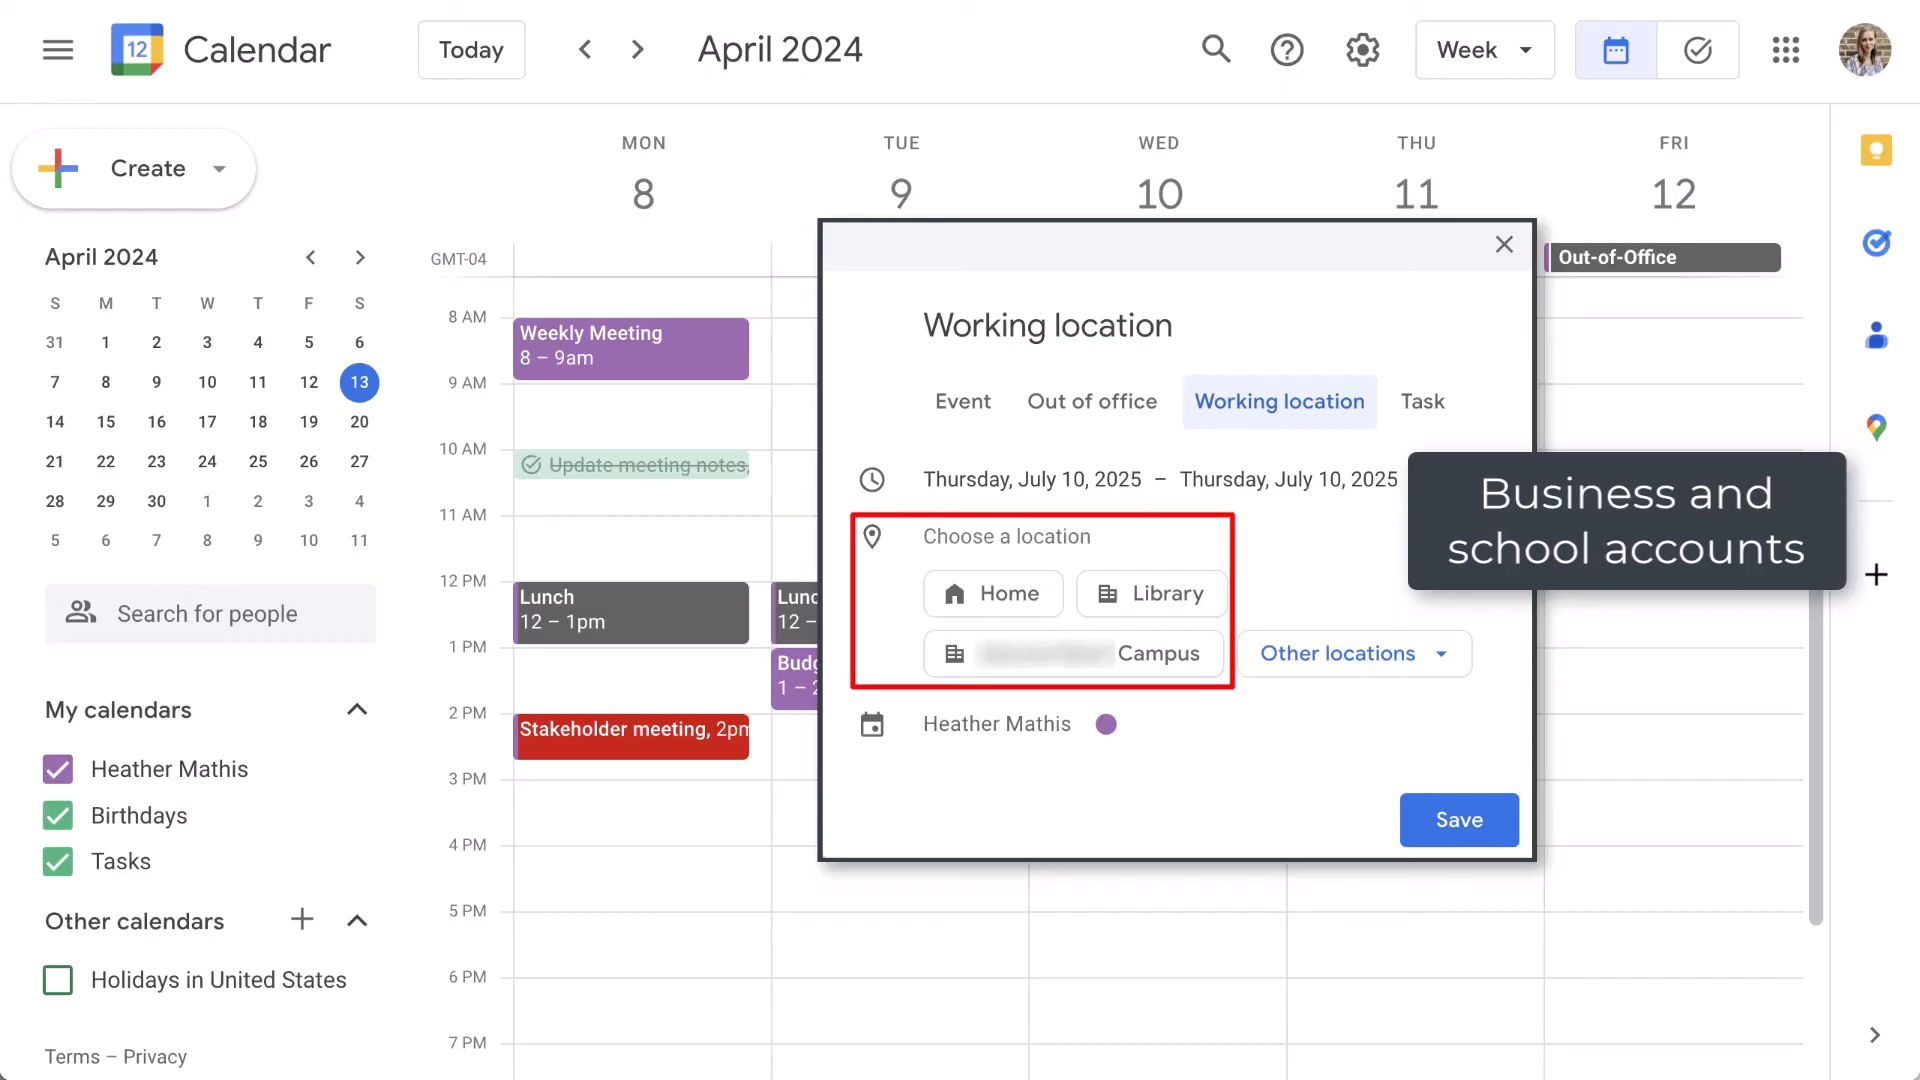 12 Calendar Today April 2024 Week
Create
April 2024
S M T W T F S
31 1 2 3 4 5 6
7 8 9 10 11 12 13
14 15 16 17 18 19 20
21 22 23 24 25 26 27
28 29 30 1 2 3 4
5 6 7 8 9 10 11
Search for people
My calendars
Heather Mathis
Birthdays
Tasks
Other calendars
Holidays in United States
Terms – Privacy
MON TUE WED THU FRI
8 9 10 11 12
GMT-04
Out-of-Office
8 AM
Weekly Meeting
8 – 9am
9 AM
10 AM
Update meeting notes,
11 AM
12 PM
Lunch
12 – 1pm
1 PM
2 PM
Stakeholder meeting, 2pm
3 PM
4 PM
5 PM
6 PM
7 PM
12 –
1 –
Working location
Event Out of office Working location Task
Thursday, July 10, 2025 – Thursday, July 10, 2025
Choose a location
Home Library
Campus Other locations
Heather Mathis
Save
Business and
school accounts